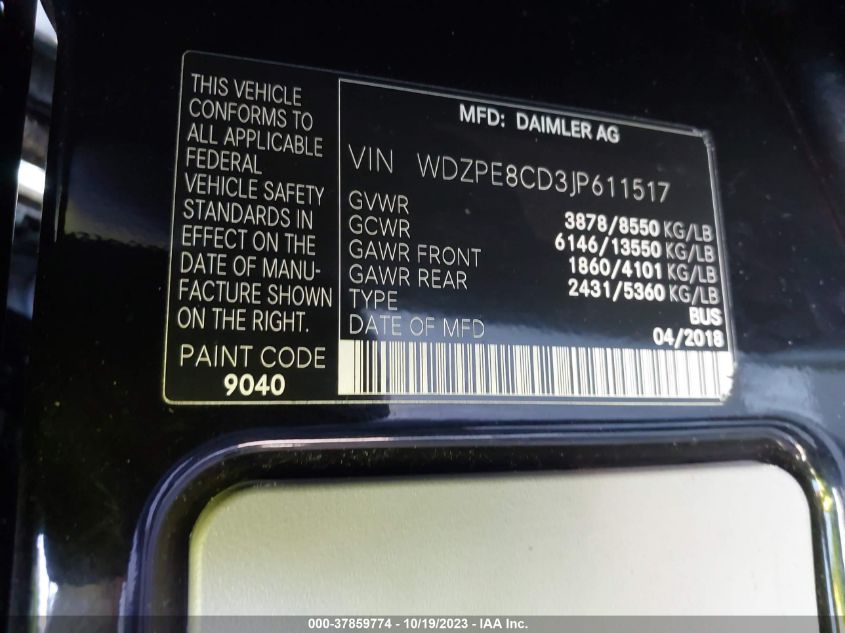 THIS VEHICLE
CONFORMS TO
ALL APPLICABLE
FEDERAL
VEHICLE SAFETY
STANDARDS IN
EFFECT ON THE
DATE OF MANU-
FACTURE SHOWN
ON THE RIGHT.
PAINT CODE
9040
MFD: DAIMLER AG
VIN WDZPE8CD3JP611517
GVWR 3878/8550 KG/LB
GCWR 6146/13550 KG/LB
GAWR FRONT 1860/4101 KG/LB
GAWR REAR 2431/5360 KG/LB
TYPE BUS
DATE OF MFD 04/2018
000-37859774 - 10/19/2023 - IAA Inc.